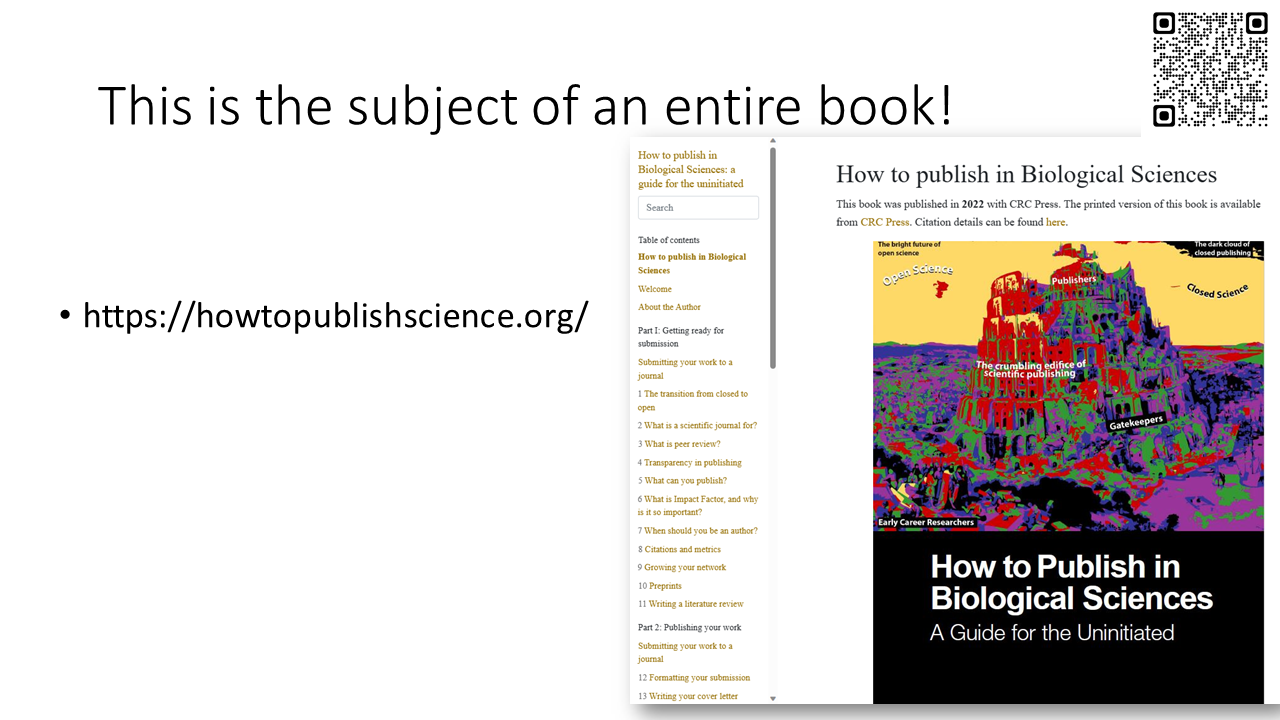 This is the subject of an entire book!
• https://howtopublishscience.org/
How to publish in
Biological Sciences: a
guide for the uninitiated
Search
Table of contents
How to publish in Biological
Sciences
Welcome
About the Author
Part I: Getting ready for
submission
Submitting your work to a
journal
1 The transition from closed to
open
2 What is a scientific journal for?
3 What is peer review?
4 Transparency in publishing
5 What can you publish?
6 What is Impact Factor, and why
is it so important?
7 When should you be an author?
8 Citations and metrics
9 Growing your network
10 Preprints
11 Writing a literature review
Part 2: Publishing your work
Submitting your work to a
journal
12 Formatting your submission
13 Writing your cover letter
How to publish in Biological Sciences
This book was published in 2022 with CRC Press. The printed version of this book is available
from CRC Press. Citation details can be found here.
The bright future of
open science
The dark cloud of
closed publishing
Open Science
Publishers
Closed Science
The crumbling edifice of
scientific publishing
Gatekeepers
Early Career Researchers
How to Publish in
Biological Sciences
A Guide for the Uninitiated